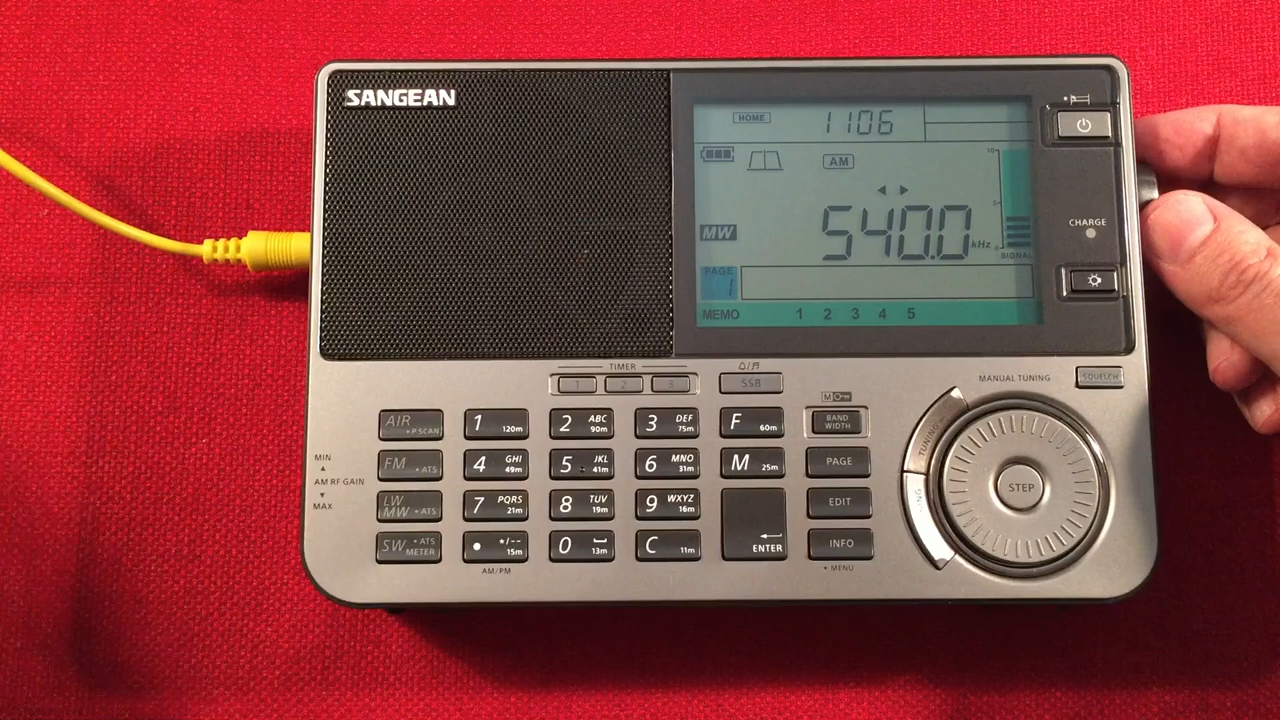 SANGEAN
HOME 1106
AM
10
5
0
MW 540.0 kHz
SIGNAL
PAGE
1
MEMO 1 2 3 4 5
CHARGE
TIMER
1 2 3 SSB
MANUAL TUNING SQUELCH
AIR • P.SCAN
1 120m
2 ABC 90m
3 DEF 75m
F 60m
BAND WIDTH
TUNING
FM • ATS
4 GHI 49m
5 JKL 41m
6 MNO 31m
M 25m
PAGE
STEP
MIN
AM RF GAIN
MAX
LW MW • ATS
7 PQRS 21m
8 TUV 19m
9 WXYZ 16m
ENTER
EDIT
SW • ATS METER
• */-- 15m
0 13m
C 11m
INFO
AM/PM
• MENU